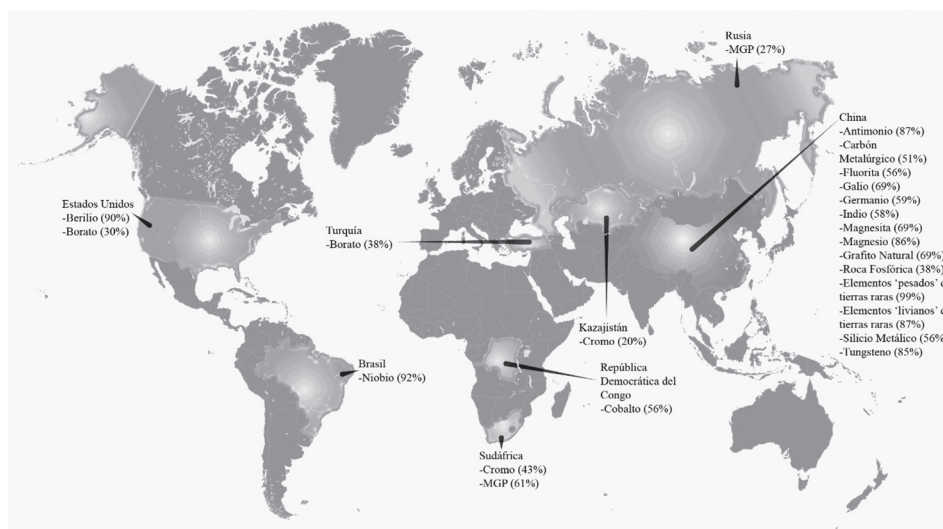 Rusia
-MGP (27%)
China
-Antimonio (87%)
-Carbón
Metalúrgico (51%)
-Fluorita (56%)
-Galio (69%)
-Germanio (59%)
-Indio (58%)
-Magnesita (69%)
-Magnesio (86%)
-Grafito Natural (69%)
-Roca Fosfórica (38%)
-Elementos ‘pesados’
tierras raras (99%)
-Elementos ‘livianos’
tierras raras (87%)
-Silicio Metálico (56%
-Tungsteno (85%)
Estados Unidos
-Berilio (90%)
-Borato (30%)
Turquía
-Borato (38%)
Kazajistán
-Cromo (20%)
Brasil
-Niobio (92%)
República
Democrática del
Congo
-Cobalto (56%)
Sudáfrica
-Cromo (43%)
-MGP (61%)